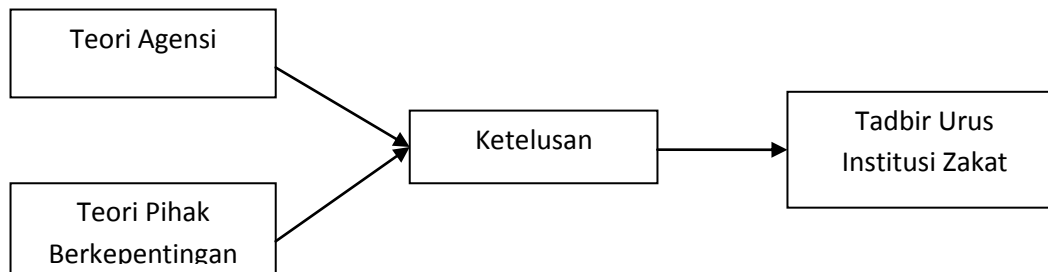 Teori Agensi
Ketelusan
Tadbir Urus
Institusi Zakat
Teori Pihak
Berkepentingan